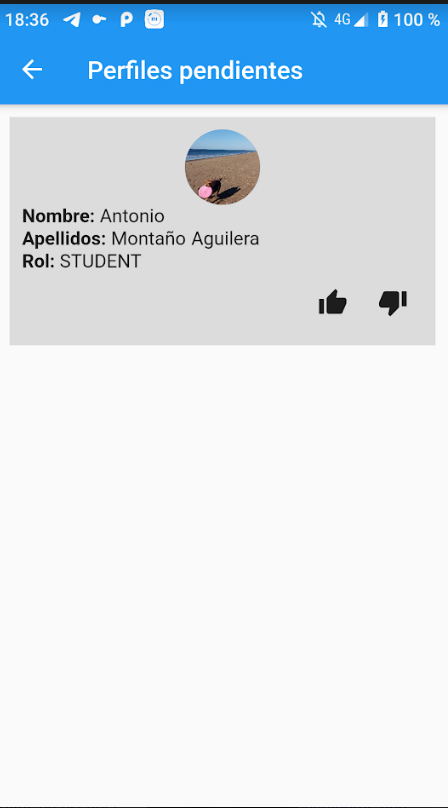 18:36 4G 100 %
Perfiles pendientes
Nombre: Antonio
Apellidos: Montaño Aguilera
Rol: STUDENT